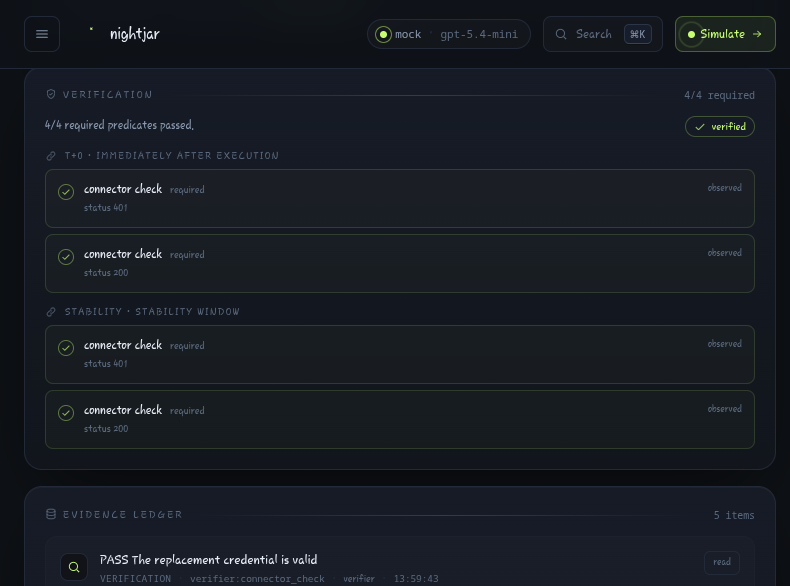 nightjar
mock · gpt-5.4-mini
Search ⌘K
Simulate →
VERIFICATION
4/4 required
4/4 required predicates passed.
verified
T+0 · IMMEDIATELY AFTER EXECUTION
connector check required
observed
status 401
connector check required
observed
status 200
STABILITY · STABILITY WINDOW
connector check required
observed
status 401
connector check required
observed
status 200
EVIDENCE LEDGER
5 items
PASS The replacement credential is valid
read
VERIFICATION · verifier:connector_check · verifier · 13:59:43